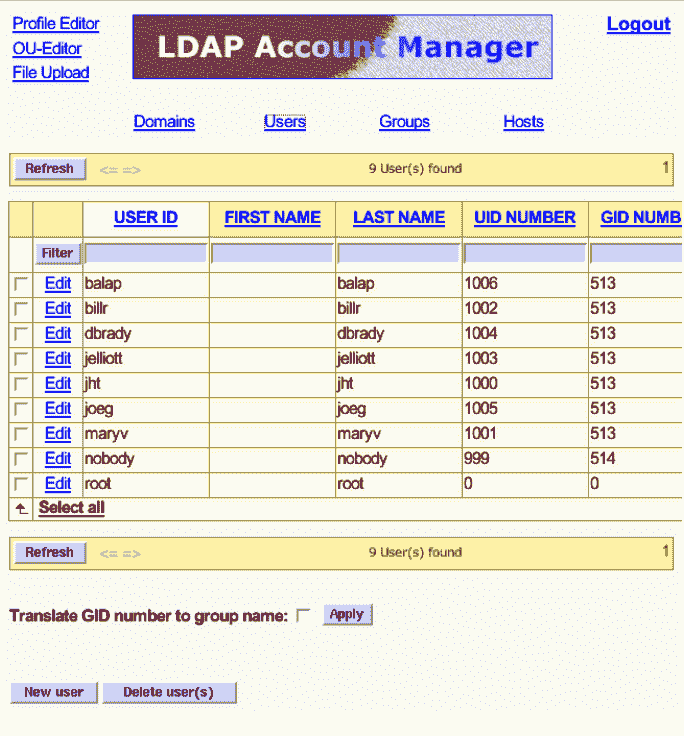 Profile Editor
OU-Editor
File Upload
LDAP Account Manager
Logout
Domains Users Groups Hosts
Refresh <= => 9 User(s) found 1
USER ID FIRST NAME LAST NAME UID NUMBER GID NUMB
Filter
Edit balap balap 1006 513
Edit billr billr 1002 513
Edit dbrady dbrady 1004 513
Edit jelliott jelliott 1003 513
Edit jht jht 1000 513
Edit joeg joeg 1005 513
Edit maryv maryv 1001 513
Edit nobody nobody 999 514
Edit root root 0 0
Select all
Refresh <= => 9 User(s) found 1
Translate GID number to group name: Apply
New user Delete user(s)